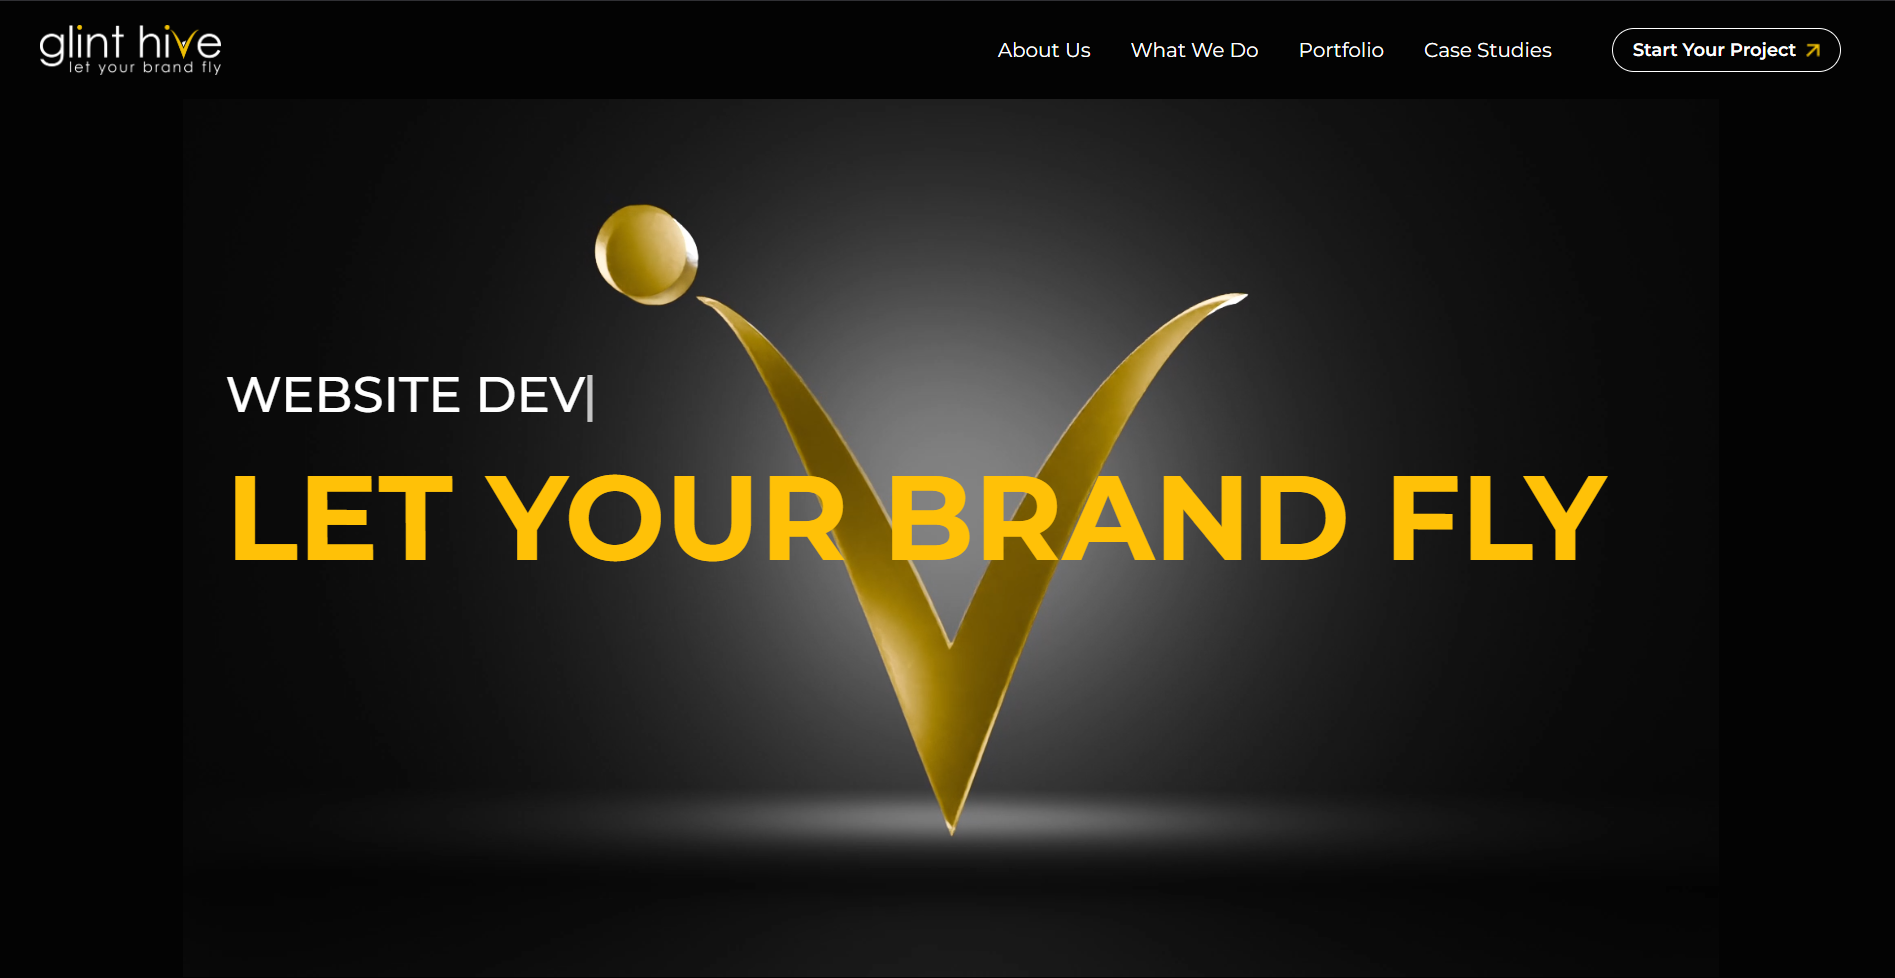 glint hive
let your brand fly
About Us
What We Do
Portfolio
Case Studies
Start Your Project
WEBSITE DEV
LET YOUR BRAND FLY